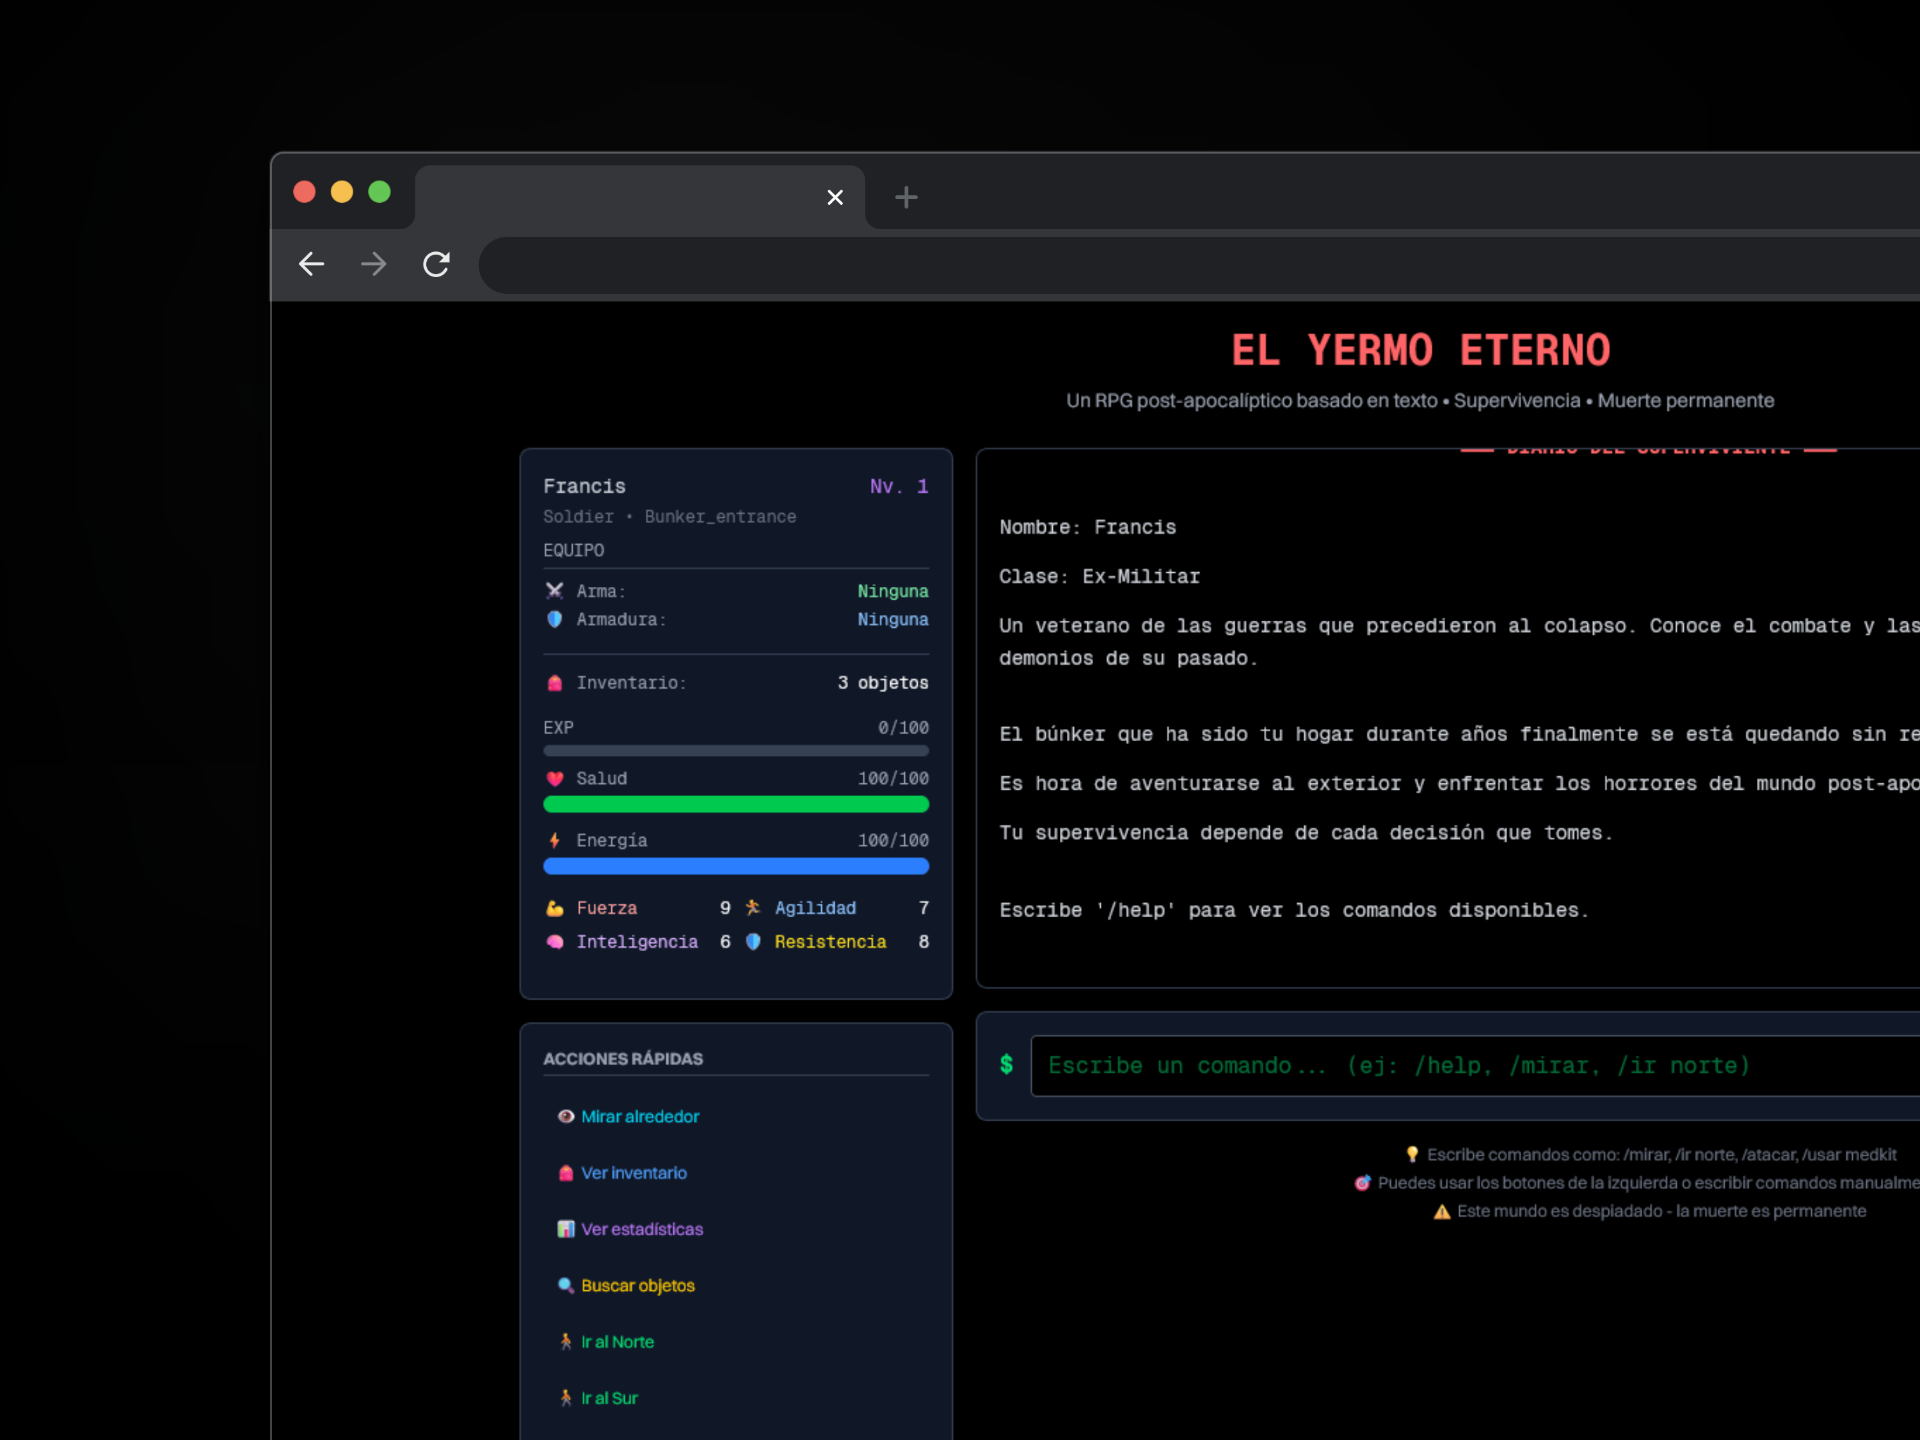 EL YERMO ETERNO
Un RPG post-apocalíptico basado en texto • Supervivencia • Muerte permanente
Francis
Nv. 1
Soldier • Bunker_entrance
EQUIPO
Arma:
Ninguna
Armadura:
Ninguna
Inventario:
3 objetos
EXP
0/100
Salud
100/100
Energía
100/100
Fuerza
9
Agilidad
7
Inteligencia
6
Resistencia
8
ACCIONES RÁPIDAS
Mirar alrededor
Ver inventario
Ver estadísticas
Buscar objetos
Ir al Norte
Ir al Sur
DIARIO DEL SUPERVIVIENTE
Nombre: Francis
Clase: Ex-Militar
Un veterano de las guerras que precedieron al colapso. Conoce el combate y las
demonios de su pasado.
El búnker que ha sido tu hogar durante años finalmente se está quedando sin re
Es hora de aventurarse al exterior y enfrentar los horrores del mundo post-apo
Tu supervivencia depende de cada decisión que tomes.
Escribe '/help' para ver los comandos disponibles.
$
Escribe un comando... (ej: /help, /mirar, /ir norte)
Escribe comandos como: /mirar, /ir norte, /atacar, /usar medkit
Puedes usar los botones de la izquierda o escribir comandos manualme
Este mundo es despiadado - la muerte es permanente